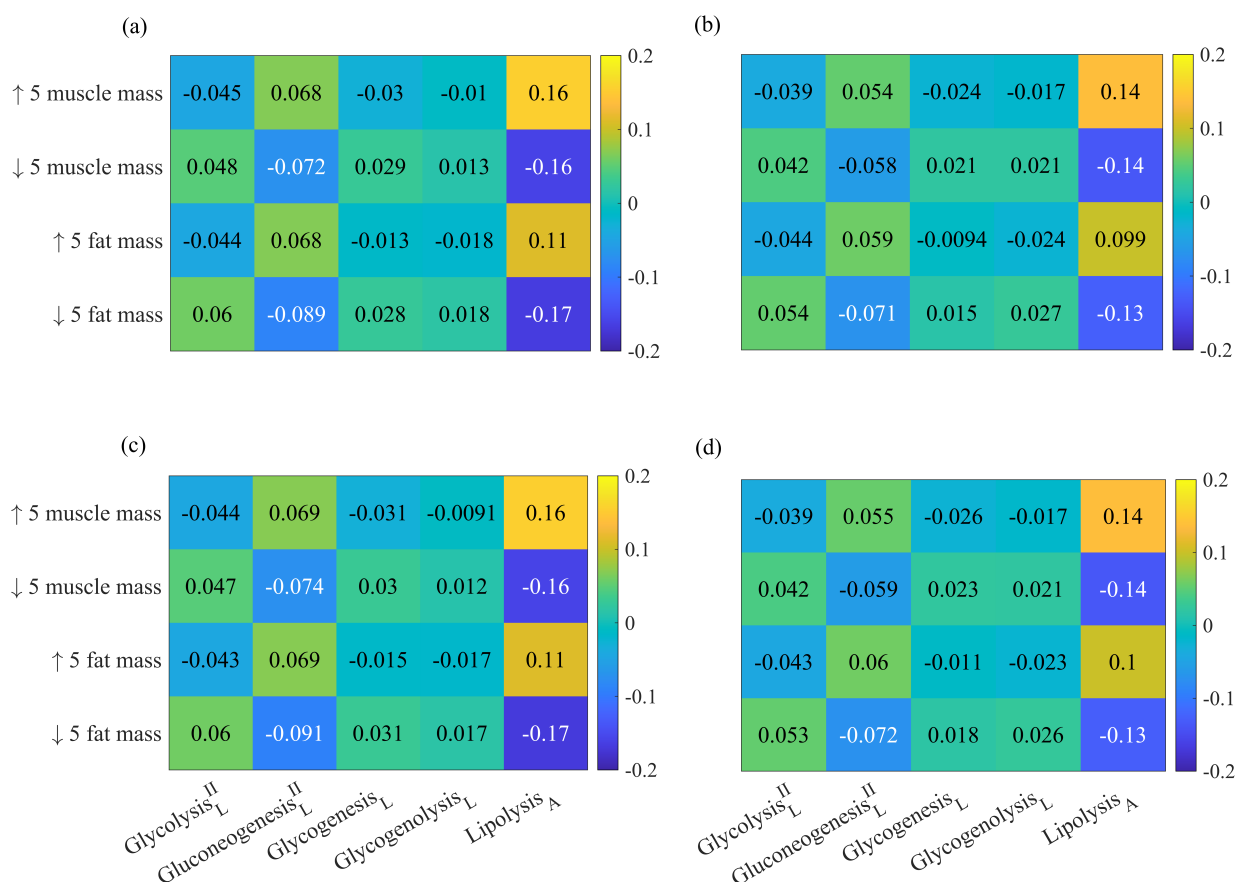 (a)
↑ 5 muscle mass -0.045 0.068 -0.03 -0.01 0.16
↓ 5 muscle mass 0.048 -0.072 0.029 0.013 -0.16
↑ 5 fat mass -0.044 0.068 -0.013 -0.018 0.11
↓ 5 fat mass 0.06 -0.089 0.028 0.018 -0.17
0.2
0.1
0
-0.1
-0.2
(b)
-0.039 0.054 -0.024 -0.017 0.14
0.042 -0.058 0.021 0.021 -0.14
-0.044 0.059 -0.0094 -0.024 0.099
0.054 -0.071 0.015 0.027 -0.13
0.2
0.1
0
-0.1
-0.2
(c)
↑ 5 muscle mass -0.044 0.069 -0.031 -0.0091 0.16
↓ 5 muscle mass 0.047 -0.074 0.03 0.012 -0.16
↑ 5 fat mass -0.043 0.069 -0.015 -0.017 0.11
↓ 5 fat mass 0.06 -0.091 0.031 0.017 -0.17
0.2
0.1
0
-0.1
-0.2
Glycolysis_L^II
Gluconeogenesis_L^II
Glycogenesis_L
Glycogenolysis_L
Lipolysis_A
(d)
-0.039 0.055 -0.026 -0.017 0.14
0.042 -0.059 0.023 0.021 -0.14
-0.043 0.06 -0.011 -0.023 0.1
0.053 -0.072 0.018 0.026 -0.13
0.2
0.1
0
-0.1
-0.2
Glycolysis_L^II
Gluconeogenesis_L^II
Glycogenesis_L
Glycogenolysis_L
Lipolysis_A